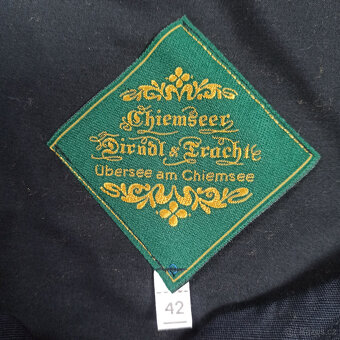 Chiemseer
Dirndl & Tracht
Übersee am Chiemsee
42